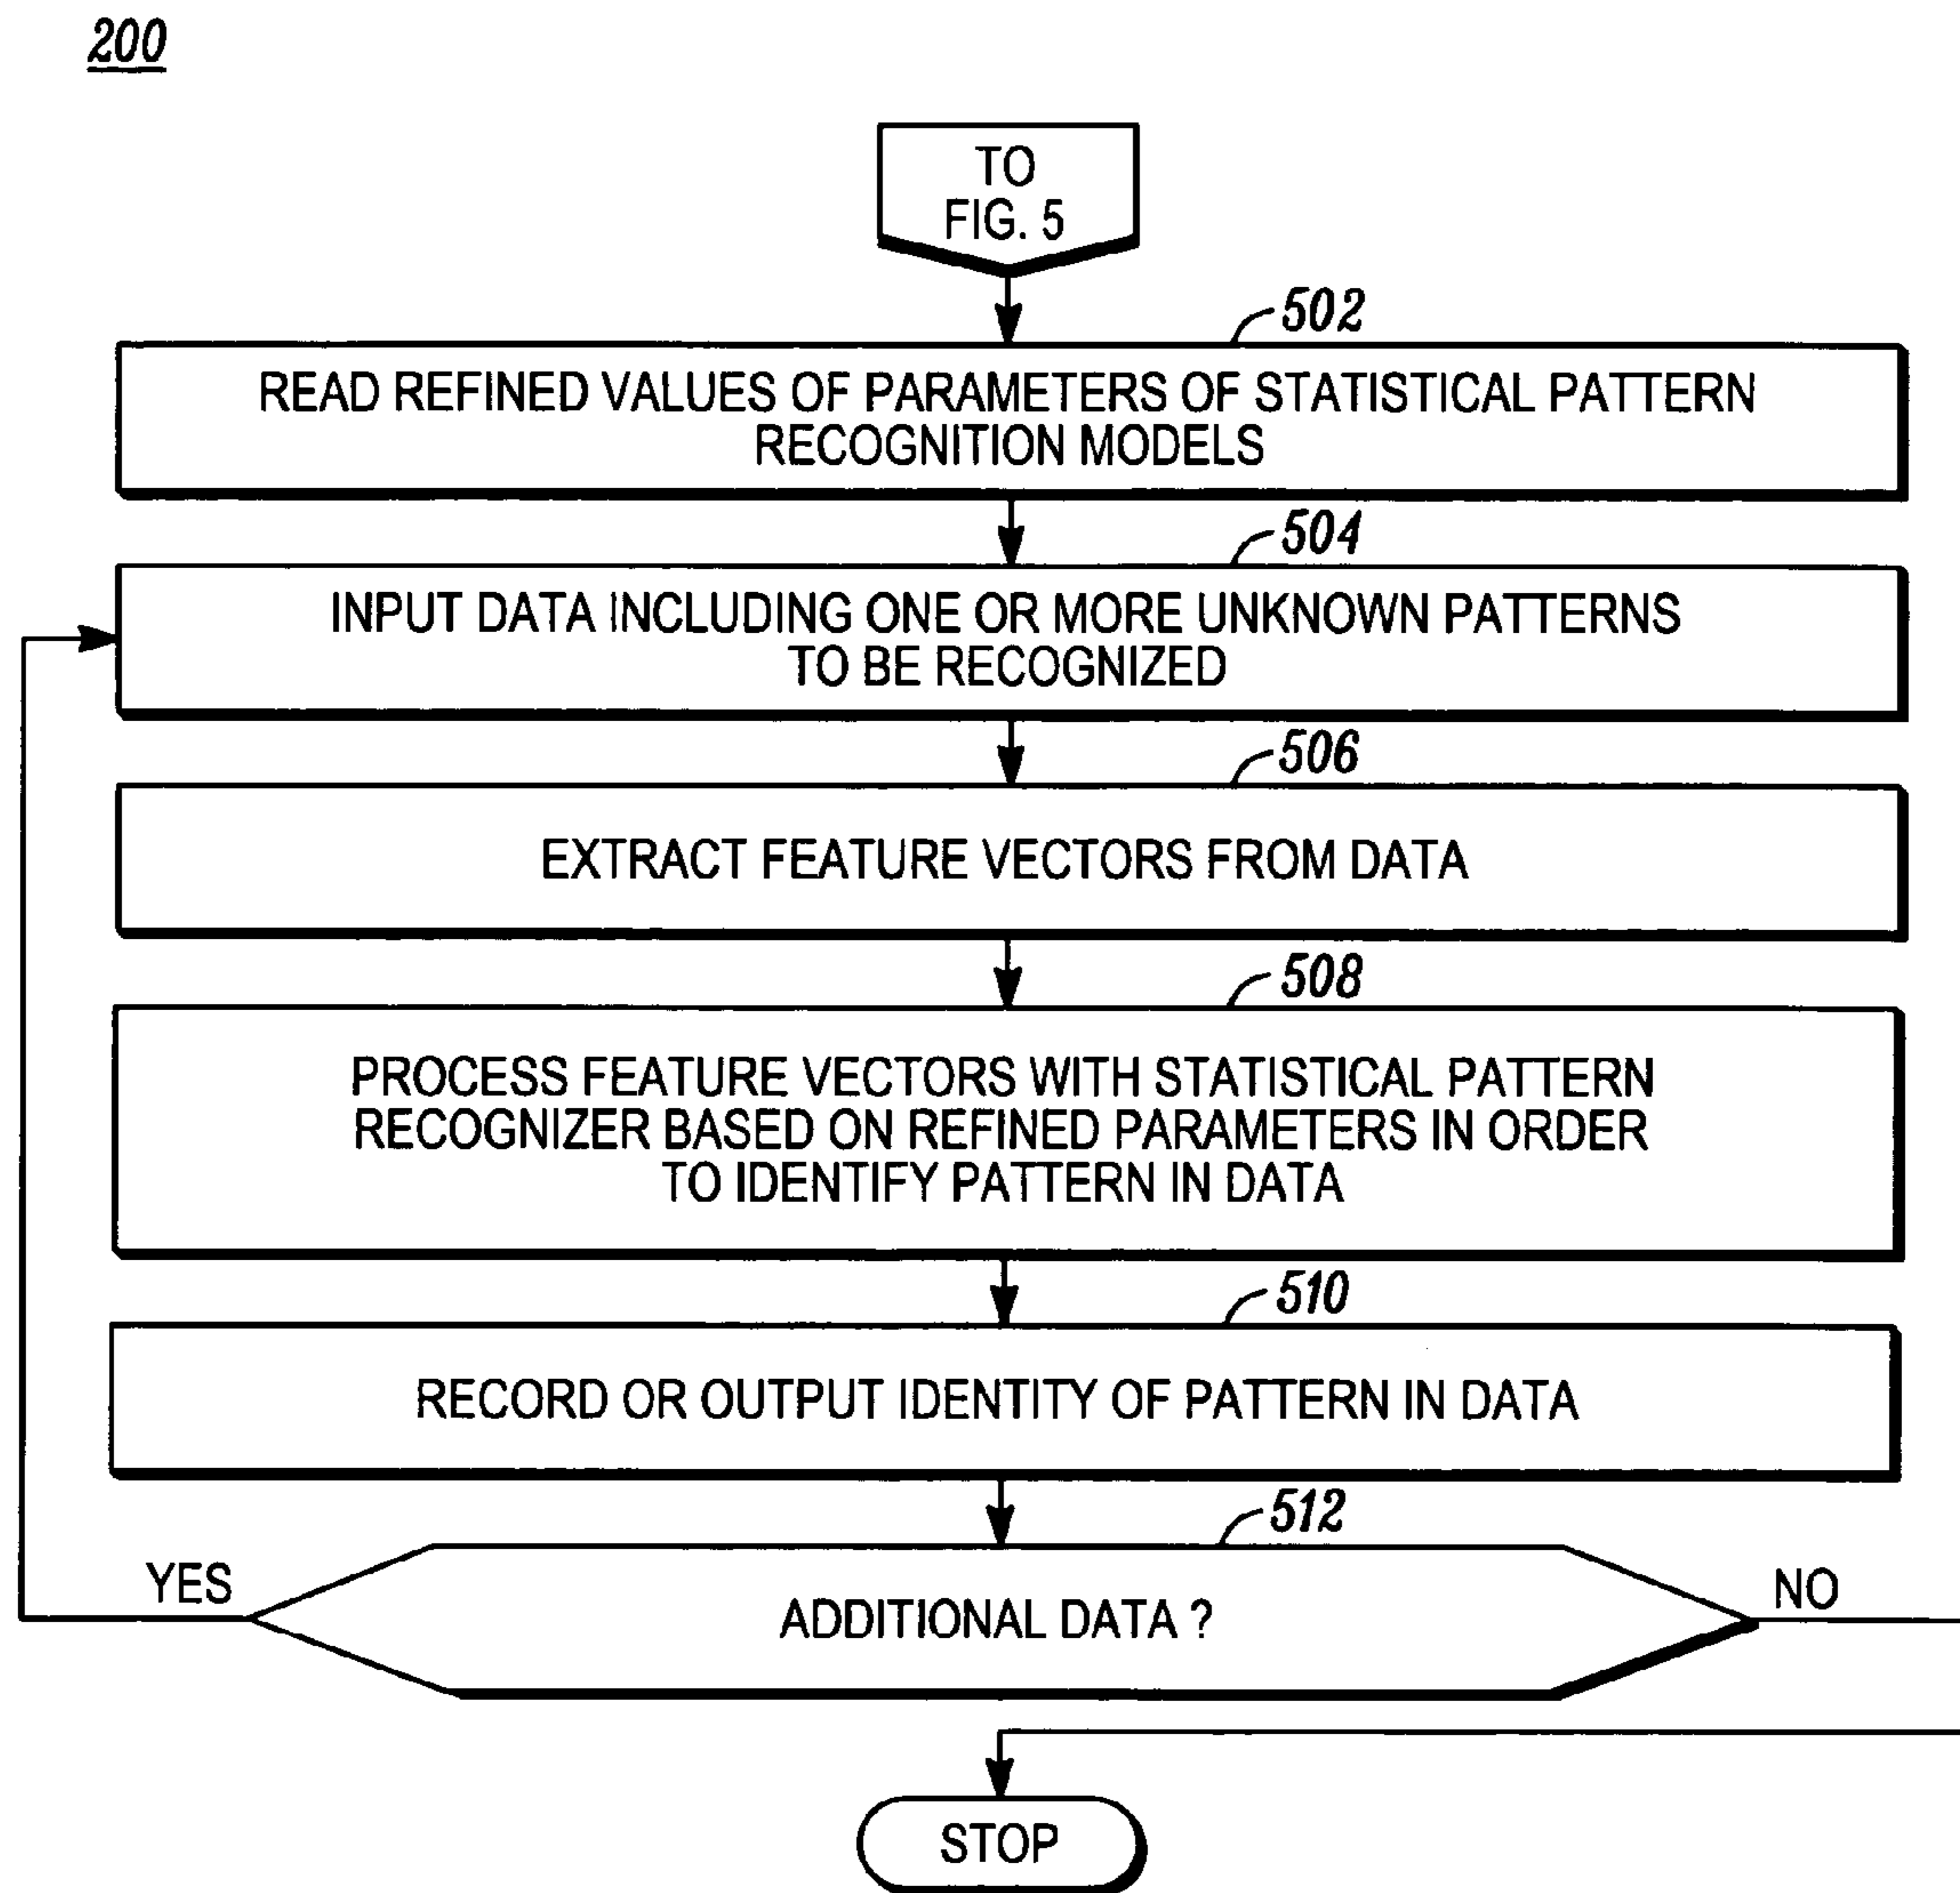 200
TO
FIG. 5
502
READ REFINED VALUES OF PARAMETERS OF STATISTICAL PATTERN
RECOGNITION MODELS
504
INPUT DATA INCLUDING ONE OR MORE UNKNOWN PATTERNS
TO BE RECOGNIZED
506
EXTRACT FEATURE VECTORS FROM DATA
508
PROCESS FEATURE VECTORS WITH STATISTICAL PATTERN
RECOGNIZER BASED ON REFINED PARAMETERS IN ORDER
TO IDENTIFY PATTERN IN DATA
510
RECORD OR OUTPUT IDENTITY OF PATTERN IN DATA
512
YES
ADDITIONAL DATA ?
NO
STOP